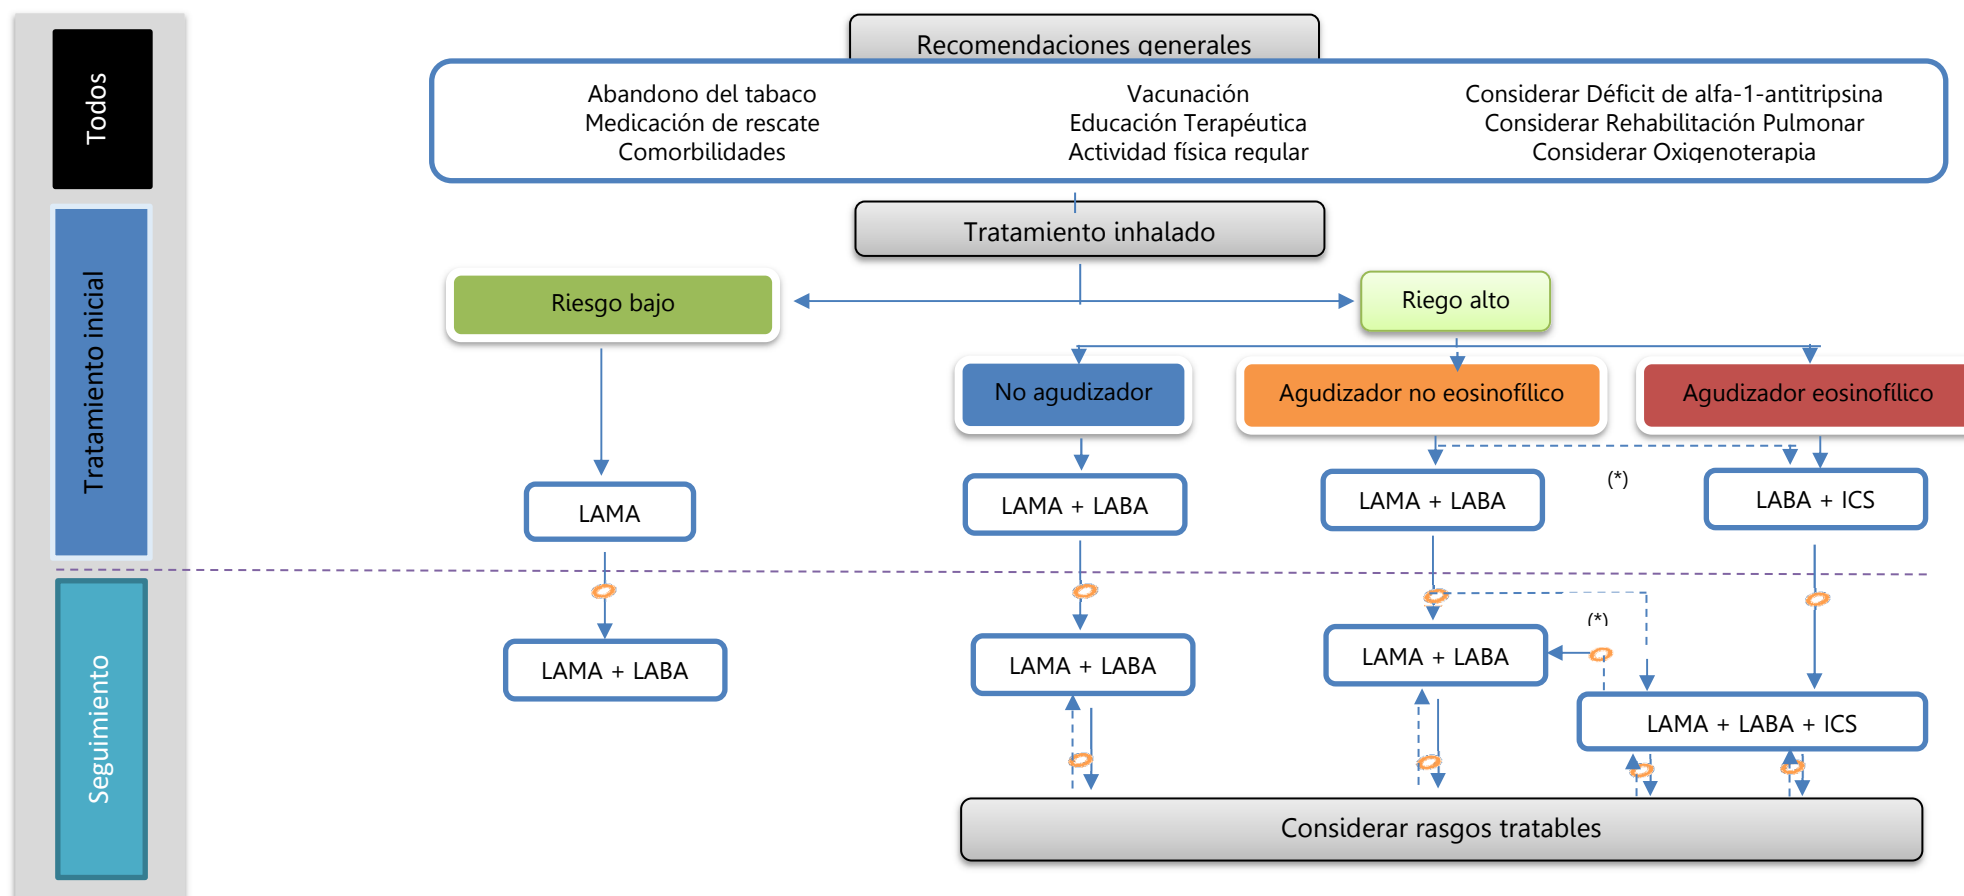 Recomendaciones generales
Todos
Abandono del tabaco
Medicación de rescate
Comorbilidades
Vacunación
Educación Terapéutica
Actividad física regular
Considerar Déficit de alfa-1-antitripsina
Considerar Rehabilitación Pulmonar
Considerar Oxigenoterapia
Tratamiento inicial
Tratamiento inhalado
Riesgo bajo
Riego alto
No agudizador
Agudizador no eosinofílico
Agudizador eosinofílico
LAMA
LAMA + LABA
LAMA + LABA
(*)
LABA + ICS
Seguimiento
LAMA + LABA
LAMA + LABA
LAMA + LABA
(*)
LAMA + LABA + ICS
Considerar rasgos tratables